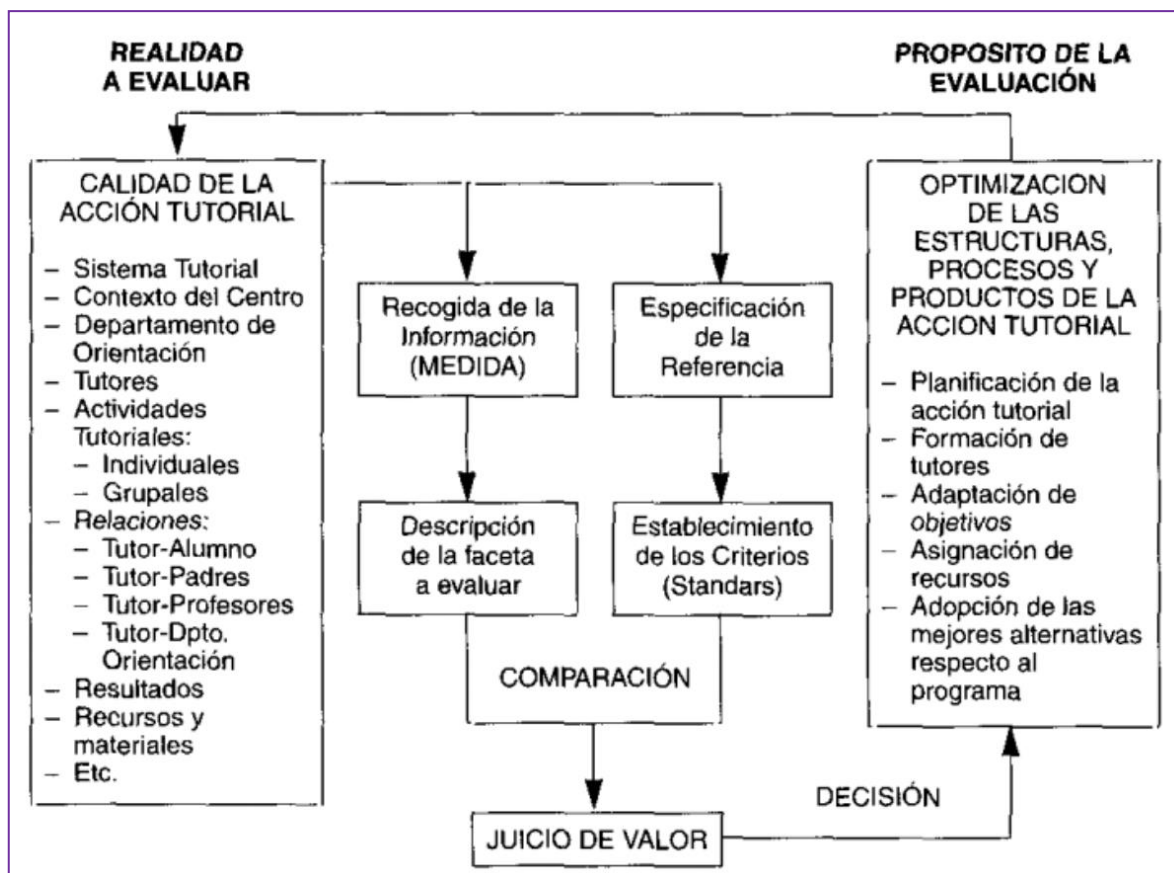 REALIDAD
A EVALUAR
PROPOSITO DE LA
EVALUACIÓN
CALIDAD DE LA
ACCIÓN TUTORIAL
– Sistema Tutorial
– Contexto del Centro
– Departamento de
Orientación
– Tutores
– Actividades
Tutoriales:
– Individuales
– Grupales
– Relaciones:
– Tutor-Alumno
– Tutor-Padres
– Tutor-Profesores
– Tutor-Dpto.
Orientación
– Resultados
– Recursos y
materiales
– Etc.
Recogida de la
Información
(MEDIDA)
Especificación
de la
Referencia
Descripción
de la faceta
a evaluar
Establecimiento
de los Criterios
(Standars)
COMPARACIÓN
JUICIO DE VALOR
DECISIÓN
OPTIMIZACION
DE LAS
ESTRUCTURAS,
PROCESOS Y
PRODUCTOS DE LA
ACCION TUTORIAL
– Planificación de la
acción tutorial
– Formación de
tutores
– Adaptación de
objetivos
– Asignación de
recursos
– Adopción de las
mejores alternativas
respecto al
programa